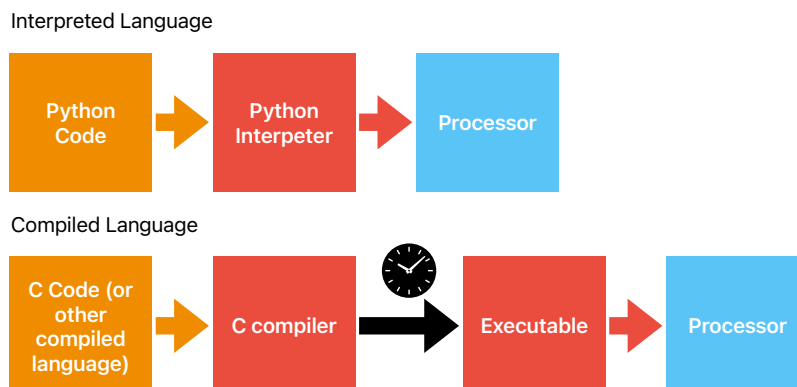 Interpreted Language
Python
Code
Python
Interpeter
Processor
Compiled Language
C Code (or
other
compiled
language)
C compiler
Executable
Processor